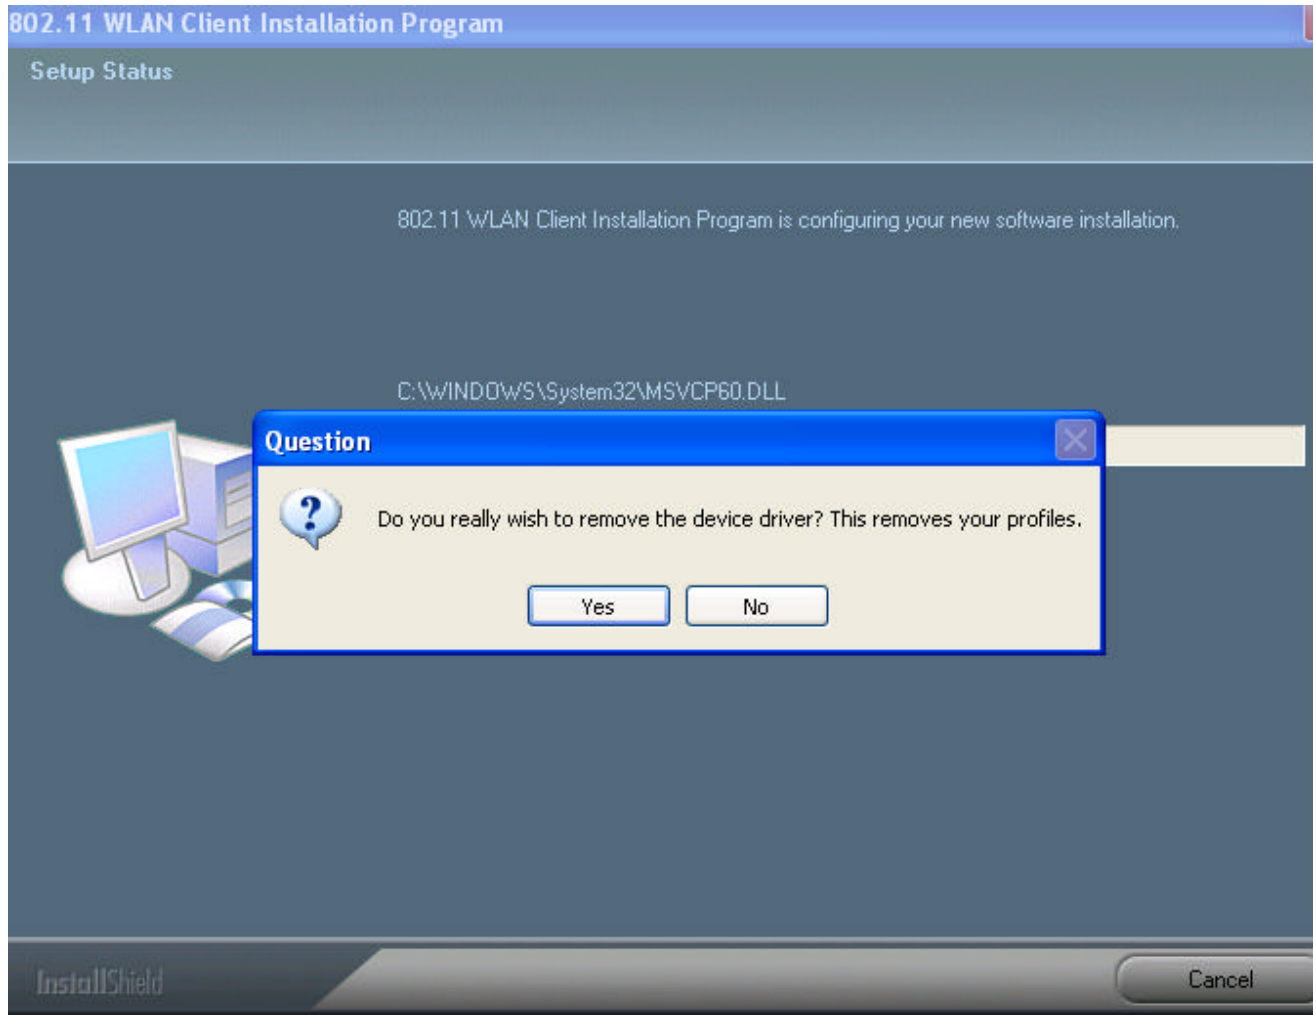 802.11 WLAN Client Installation Program
Setup Status
802.11 WLAN Client Installation Program is configuring your new software installation.
C:\WINDOWS\System32\MSVCP60.DLL
Question
Do you really wish to remove the device driver? This removes your profiles.
Yes
No
InstallShield
Cancel